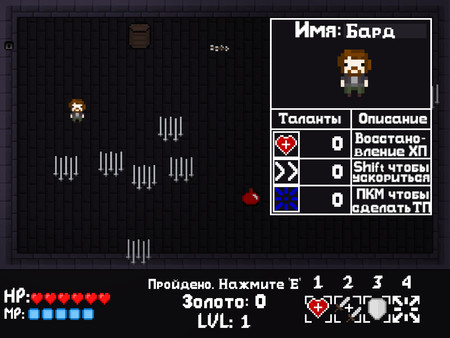 Имя: Бард
Таланты Описание
0 Восстано-
вление ХП
0 Shift чтобы
ускориться
0 ПКМ чтобы
сделать ТП
Пройдено. Нажмите 'E' 1 2 3 4
HP:
Золото: 0
MP:
LVL: 1